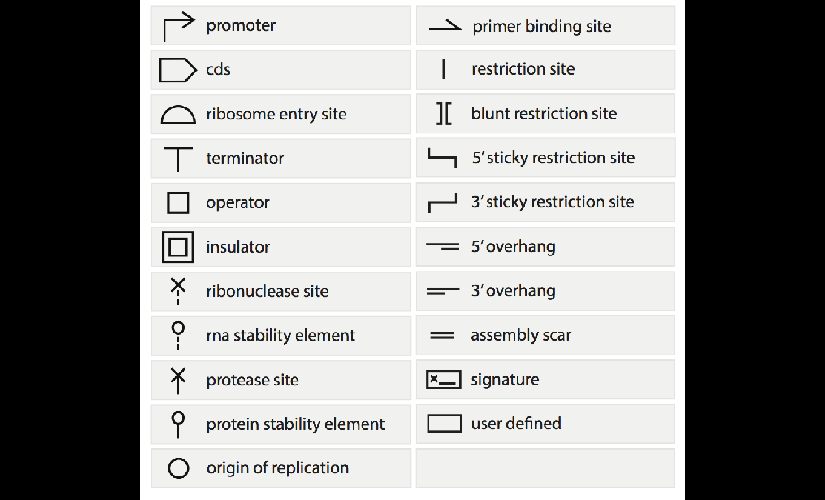 promoter
cds
ribosome entry site
terminator
operator
insulator
ribonuclease site
rna stability element
protease site
protein stability element
origin of replication
primer binding site
restriction site
blunt restriction site
5' sticky restriction site
3' sticky restriction site
5' overhang
3' overhang
assembly scar
signature
user defined